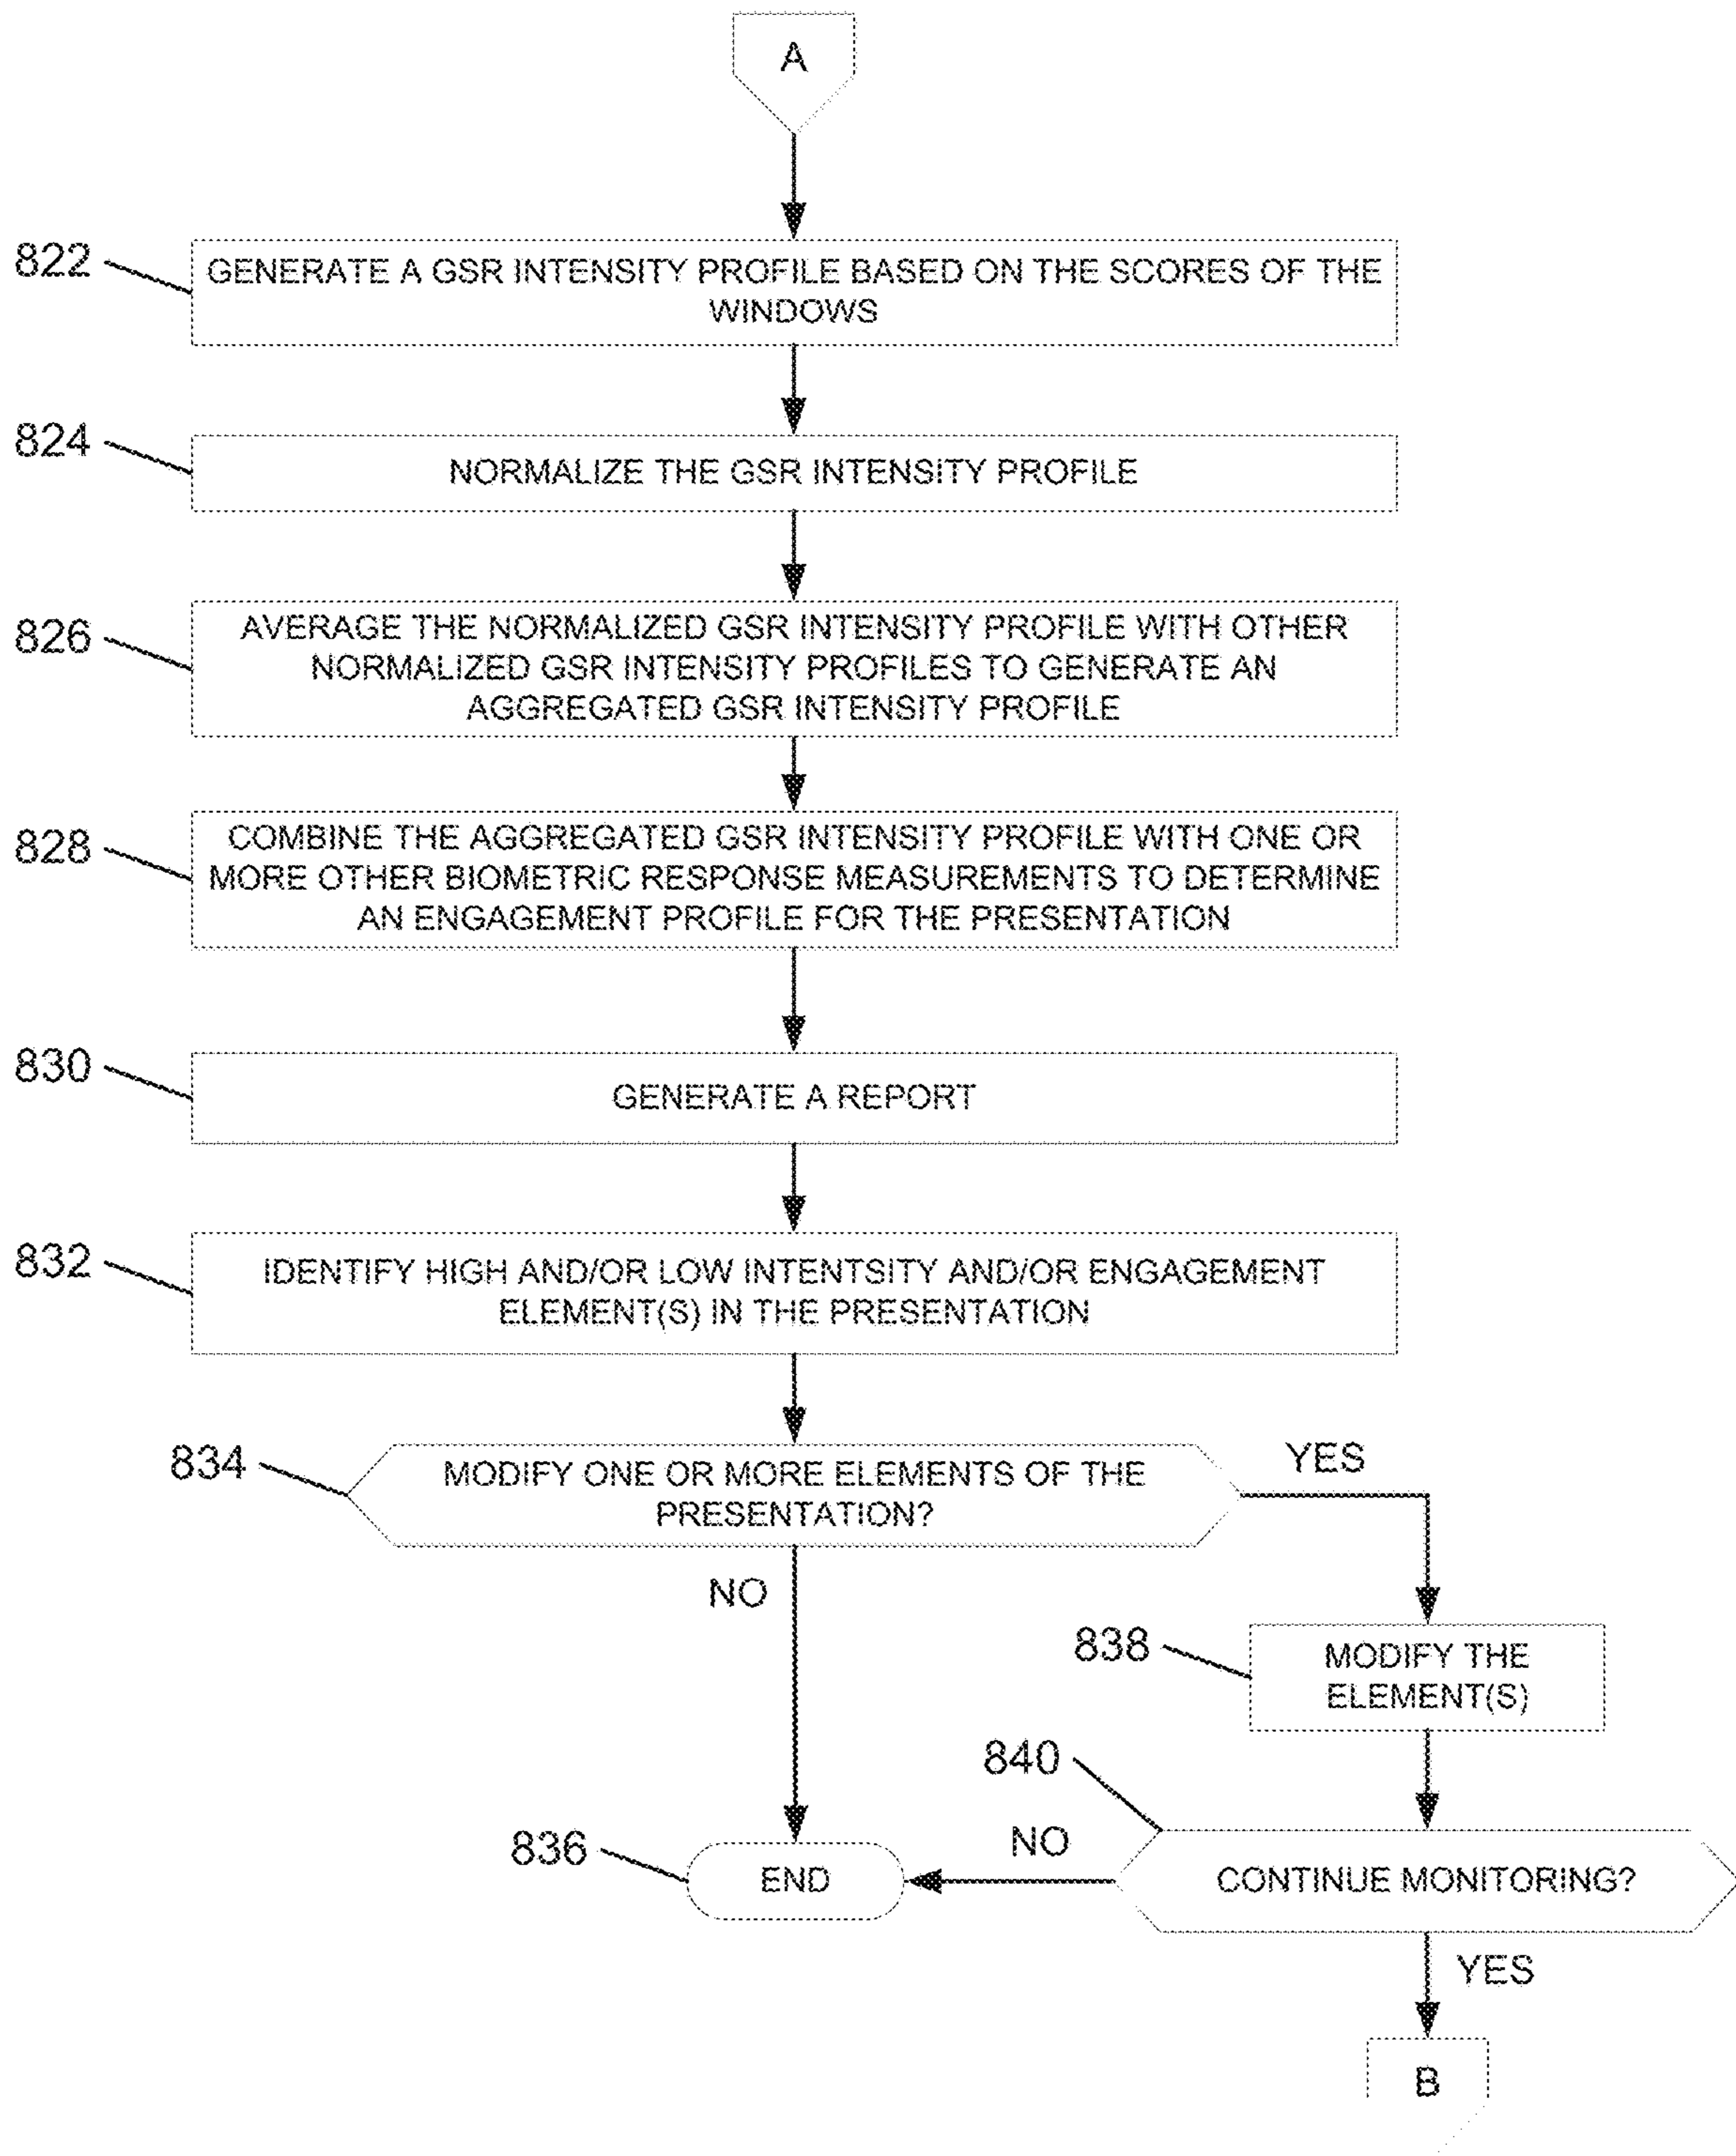 A
822
GENERATE A GSR INTENSITY PROFILE BASED ON THE SCORES OF THE
WINDOWS
824
NORMALIZE THE GSR INTENSITY PROFILE
826
AVERAGE THE NORMALIZED GSR INTENSITY PROFILE WITH OTHER
NORMALIZED GSR INTENSITY PROFILES TO GENERATE AN
AGGREGATED GSR INTENSITY PROFILE
828
COMBINE THE AGGREGATED GSR INTENSITY PROFILE WITH ONE OR
MORE OTHER BIOMETRIC RESPONSE MEASUREMENTS TO DETERMINE
AN ENGAGEMENT PROFILE FOR THE PRESENTATION
830
GENERATE A REPORT
832
IDENTIFY HIGH AND/OR LOW INTENTSITY AND/OR ENGAGEMENT
ELEMENT(S) IN THE PRESENTATION
834
MODIFY ONE OR MORE ELEMENTS OF THE
PRESENTATION?
YES
NO
838
MODIFY THE
ELEMENT(S)
840
836
END
NO
CONTINUE MONITORING?
YES
B